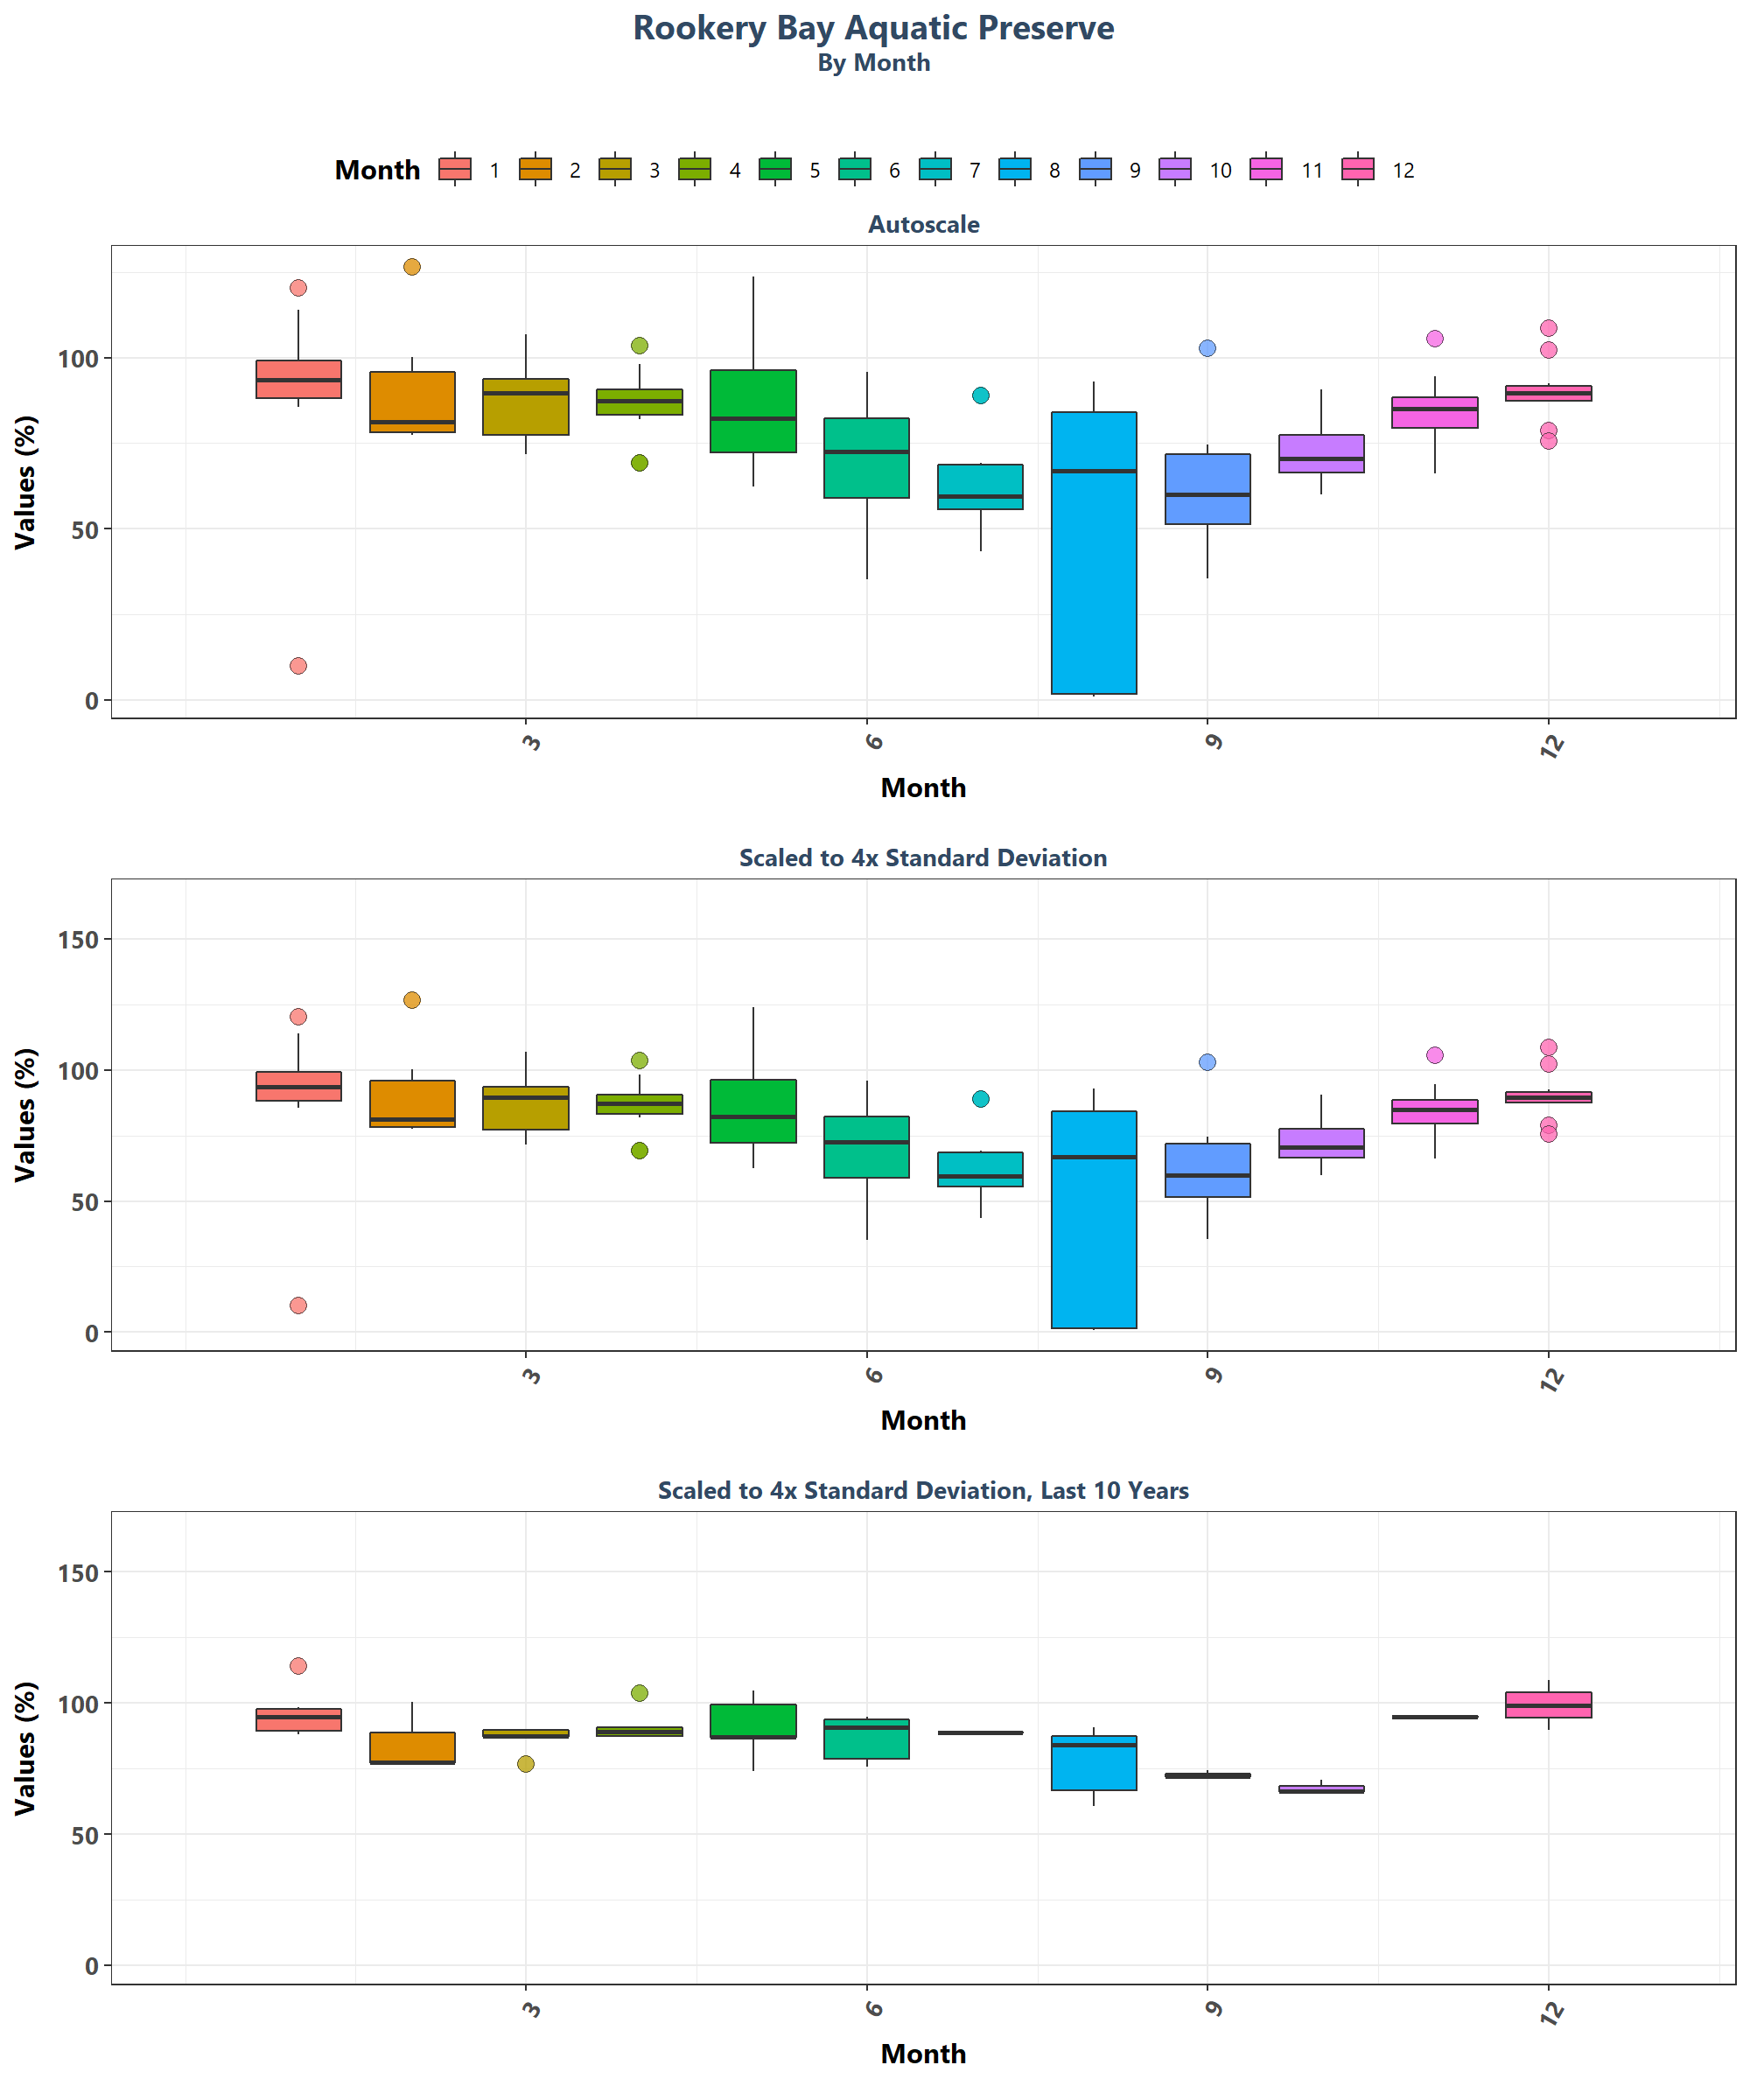 Rookery Bay Aquatic Preserve
By Month
Month 1 2 3 4 5 6 7 8 9 10 11 12
Autoscale
Values (%)
100
50
0
3 6 9 12
Month
Scaled to 4x Standard Deviation
Values (%)
150
100
50
0
3 6 9 12
Month
Scaled to 4x Standard Deviation, Last 10 Years
Values (%)
150
100
50
0
3 6 9 12
Month